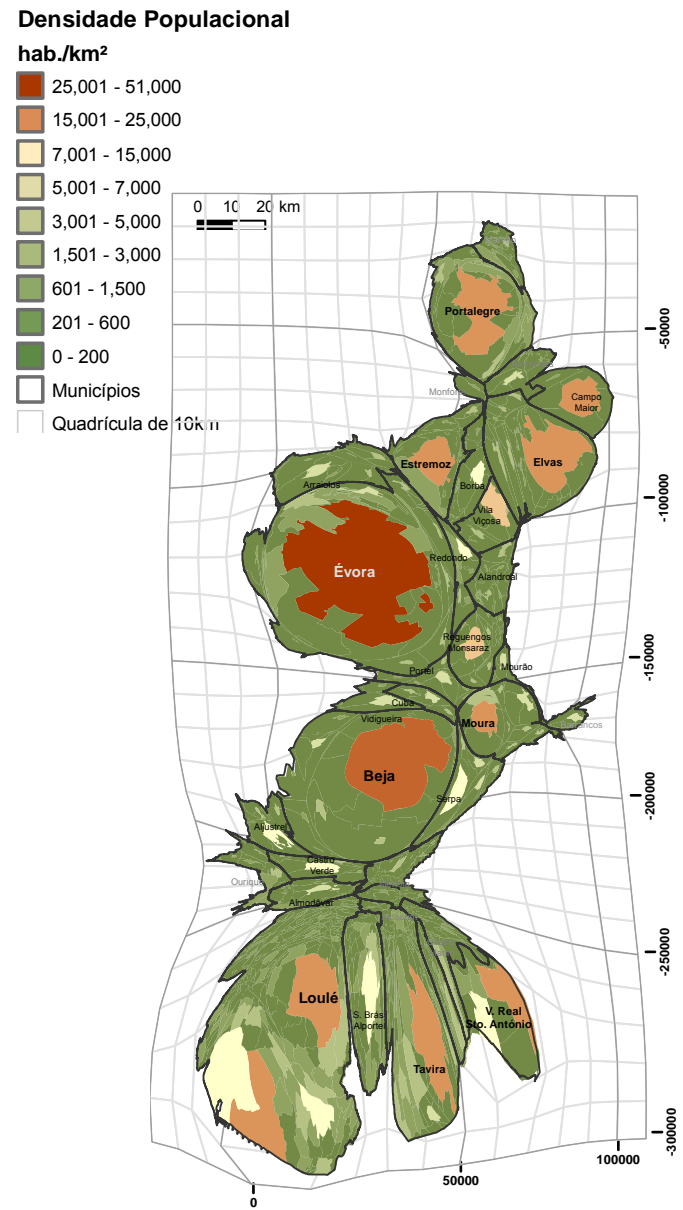 Densidade Populacional
hab./km²
25,001 - 51,000
15,001 - 25,000
7,001 - 15,000
5,001 - 7,000
3,001 - 5,000
1,501 - 3,000
601 - 1,500
201 - 600
0 - 200
Municípios
Quadrícula de 10km
0 10 20 km
Portalegre
-50000
Monforte
Campo
Maior
Estremoz
Elvas
Borba
Arraiolos
-100000
Vila
Viçosa
Redondo
Évora
Alandroal
Reguengos
Monsaraz
-150000
Mourão
Portel
Cuba
Vidigueira
Moura
Barrancos
Beja
Serpa
-200000
Aljustrel
Castro
Verde
Ourique
Almodôvar
-250000
Loulé
S. Brás
Alportel
V. Real
Sto. António
Tavira
-300000
100000
50000
0